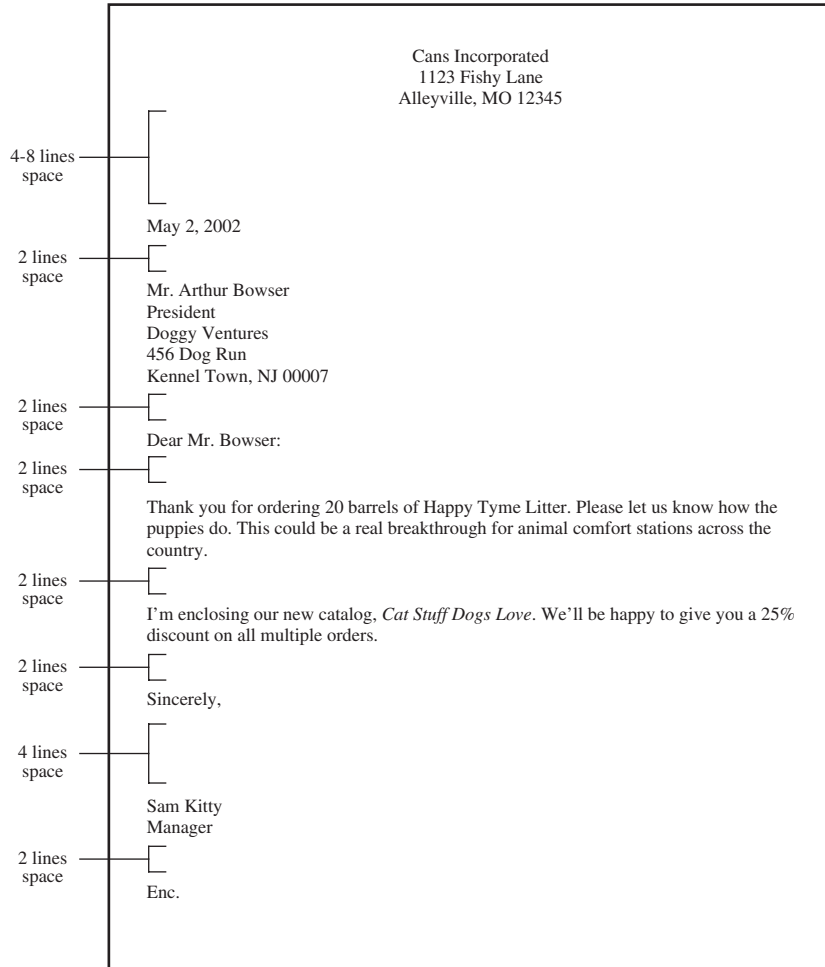 Cans Incorporated
1123 Fishy Lane
Alleyville, MO 12345
4-8 lines
space
May 2, 2002
2 lines
space
Mr. Arthur Bowser
President
Doggy Ventures
456 Dog Run
Kennel Town, NJ 00007
2 lines
space
Dear Mr. Bowser:
2 lines
space
Thank you for ordering 20 barrels of Happy Tyme Litter. Please let us know how the
puppies do. This could be a real breakthrough for animal comfort stations across the
country.
2 lines
space
I’m enclosing our new catalog, Cat Stuff Dogs Love. We’ll be happy to give you a 25%
discount on all multiple orders.
2 lines
space
Sincerely,
4 lines
space
Sam Kitty
Manager
2 lines
space
Enc.